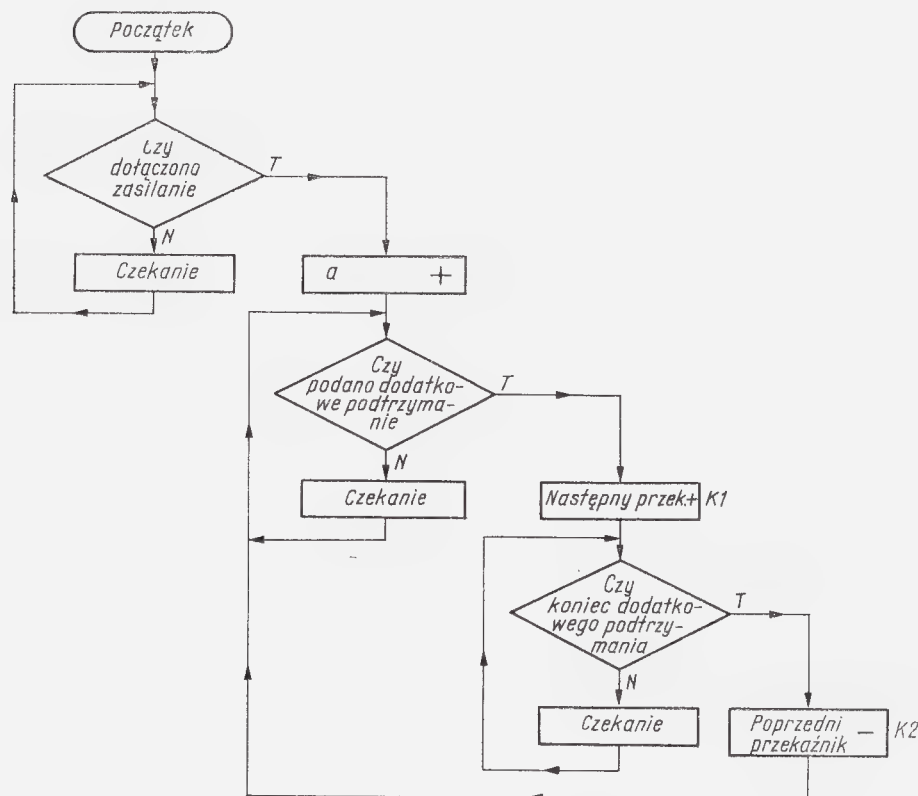 Początek
Czy
dołączono
zasilanie
T
N
Czekanie
a +
Czy
podano dodatko-
we podtrzyma-
nie
T
N
Czekanie
Następny przek.+ K1
Czy
koniec dodatko-
wego podtrzy-
mania
T
N
Czekanie
Poprzedni
przekaźnik – K2